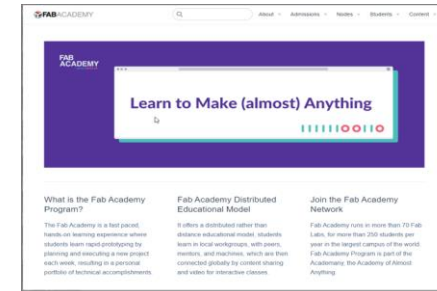 FABACADEMY
About
Admissions
Nodes
Students
Content
FAB
ACADEMY
Learn to Make (almost) Anything
What is the Fab Academy
Program?
The Fab Academy is a fast paced,
hands-on learning experience where
students learn rapid-prototyping by
planning and executing a new project
each week, resulting in a personal
portfolio of technical accomplishments.
Fab Academy Distributed
Educational Model
It offers a distributed rather than
distance educational model, students
learn in local workgroups, with peers,
mentors, and machines, which are then
connected globally by content sharing
and video for interactive classes.
Join the Fab Academy
Network
Fab Academy runs in more than 70 Fab
Labs, for more than 250 students per
year in the largest campus of the world.
Fab Academy Program is part of the
Academany, the Academy of Almost
Anything.